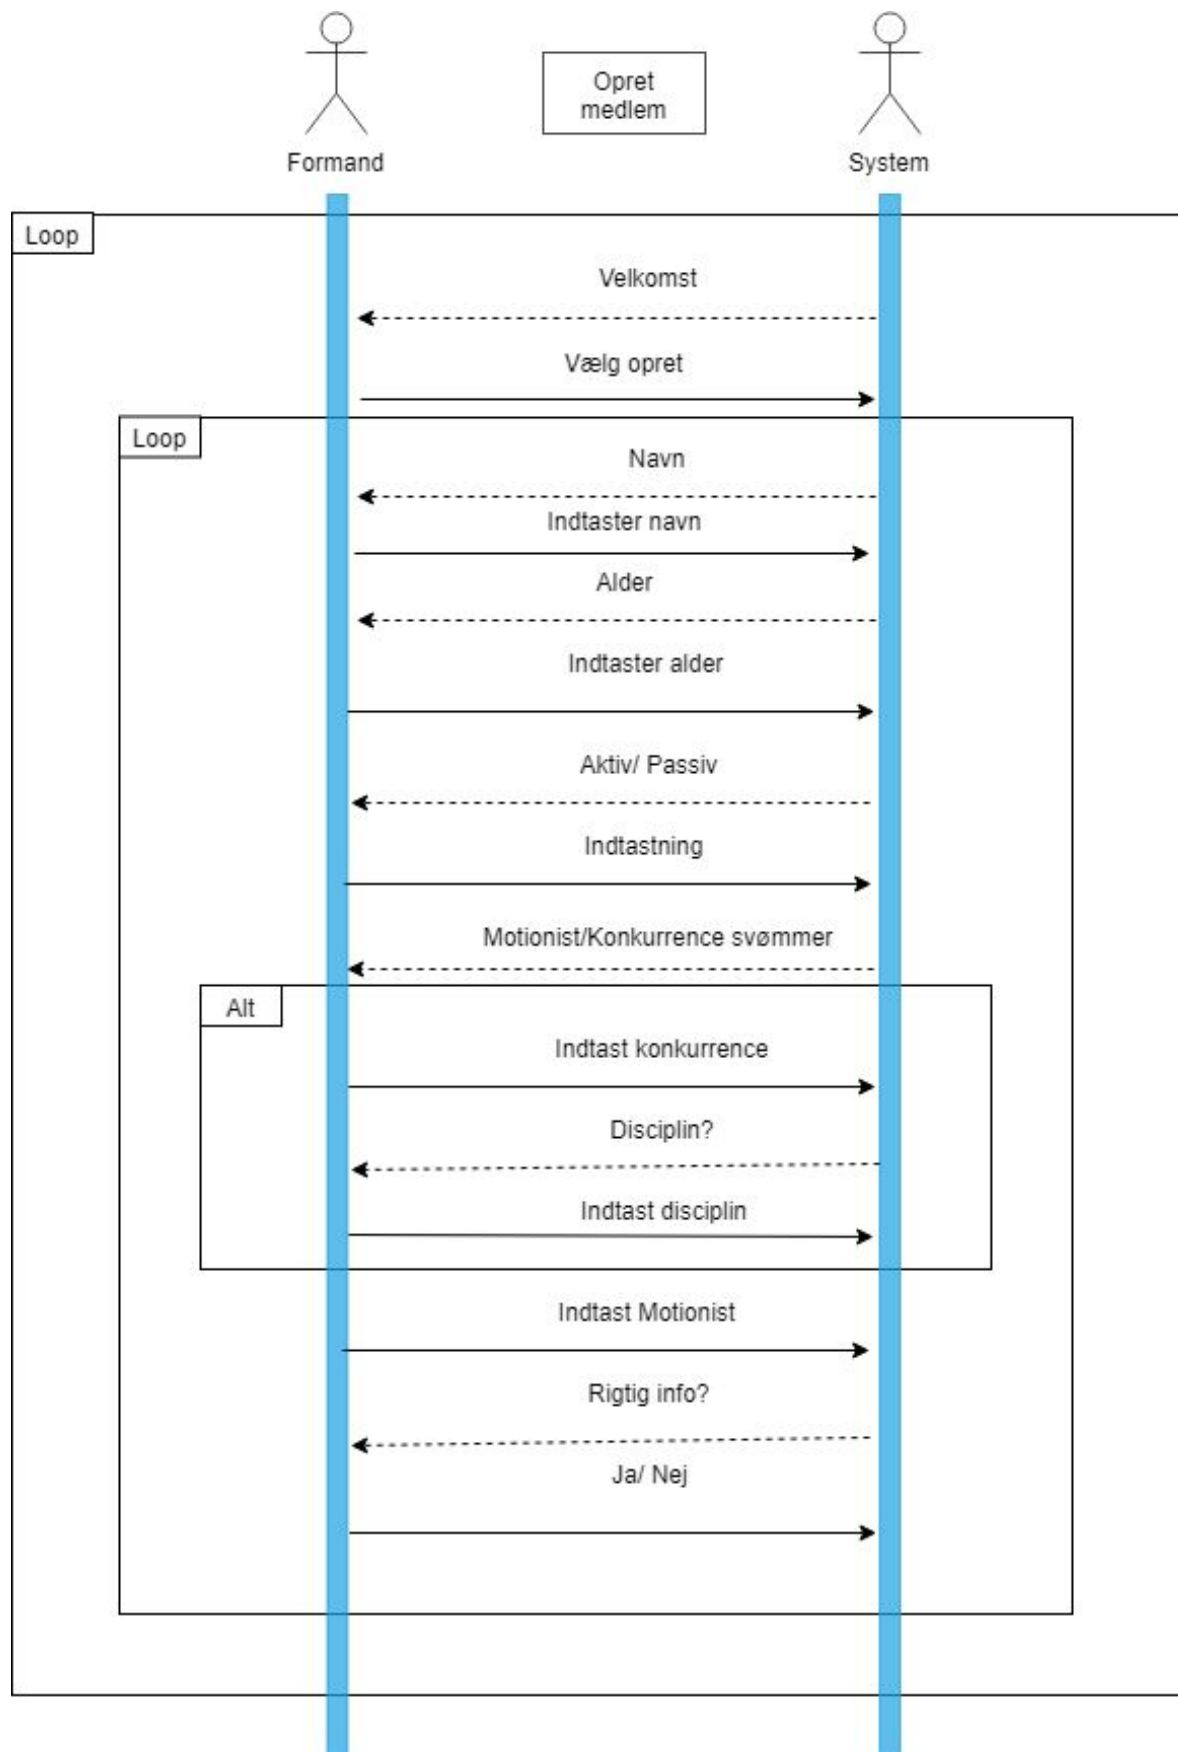 Opret
medlem
Formand
System
Loop
Velkomst
Vælg opret
Loop
Navn
Indtaster navn
Alder
Indtaster alder
Aktiv/ Passiv
Indtastning
Motionist/Konkurrence svømmer
Alt
Indtast konkurrence
Disciplin?
Indtast disciplin
Indtast Motionist
Rigtig info?
Ja/ Nej